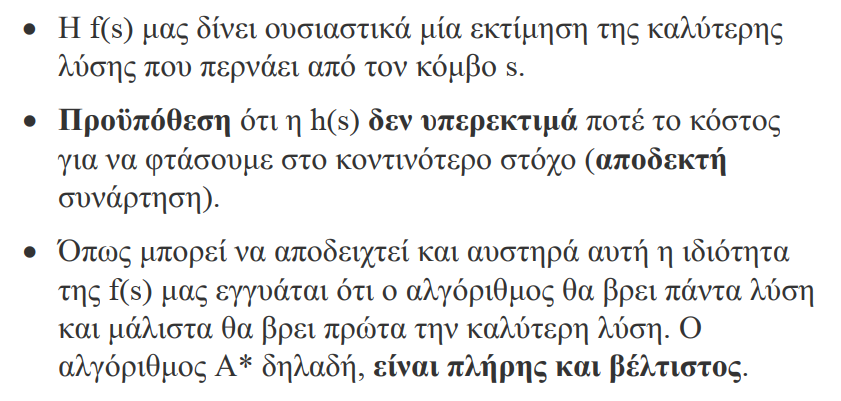 • Η f(s) μας δίνει ουσιαστικά μία εκτίμηση της καλύτερης
λύσης που περνάει από τον κόμβο s.
• Προϋπόθεση ότι η h(s) δεν υπερεκτιμά ποτέ το κόστος
για να φτάσουμε στο κοντινότερο στόχο (αποδεκτή
συνάρτηση).
• Όπως μπορεί να αποδειχτεί και αυστηρά αυτή η ιδιότητα
της f(s) μας εγγυάται ότι ο αλγόριθμος θα βρει πάντα λύση
και μάλιστα θα βρει πρώτα την καλύτερη λύση. Ο
αλγόριθμος Α* δηλαδή, είναι πλήρης και βέλτιστος.